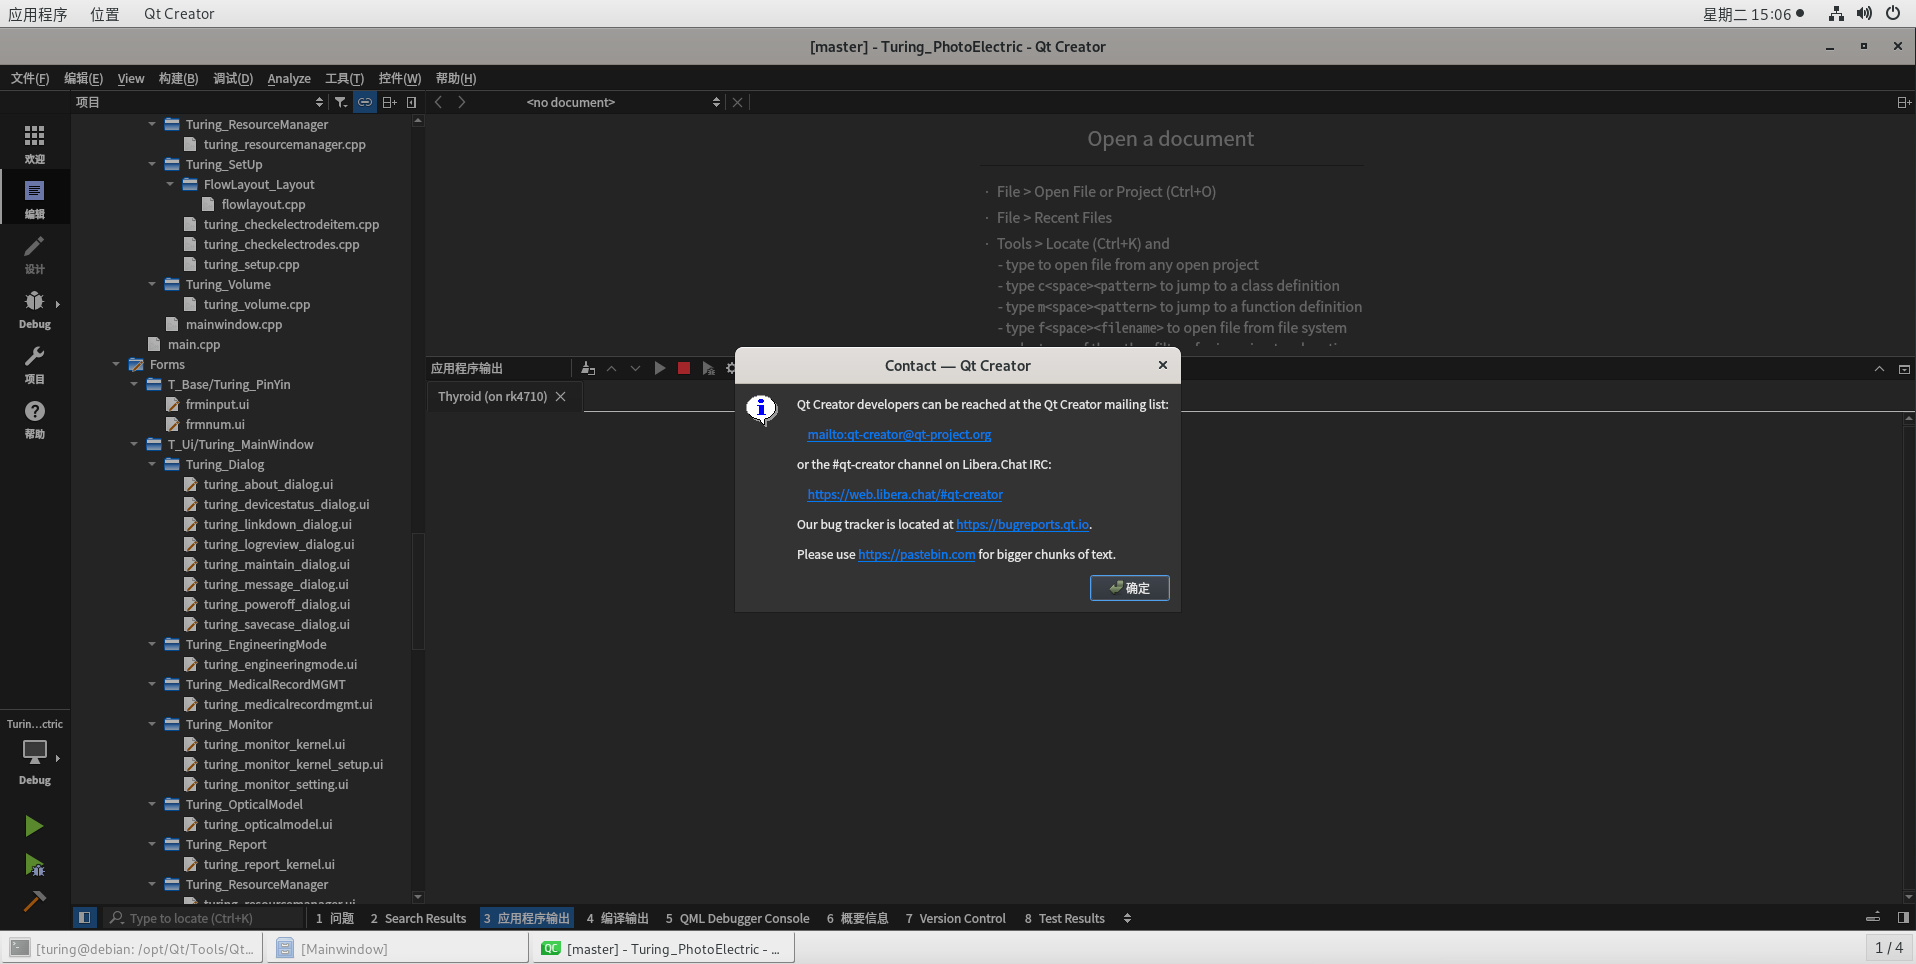 应用程序 位置 Qt Creator 星期二 15:06
[master] - Turing_PhotoElectric - Qt Creator
文件(F) 编辑(E) View 构建(B) 调试(D) Analyze 工具(T) 控件(W) 帮助(H)
项目 <no document>
欢迎
编辑
设计
Debug
项目
帮助
Turin...ctric
Debug
Turing_ResourceManager
turing_resourcemanager.cpp
Turing_SetUp
FlowLayout_Layout
flowlayout.cpp
turing_checkelectrodeitem.cpp
turing_checkelectrodes.cpp
turing_setup.cpp
Turing_Volume
turing_volume.cpp
mainwindow.cpp
main.cpp
Forms
T_Base/Turing_PinYin
frminput.ui
frmnum.ui
T_Ui/Turing_MainWindow
Turing_Dialog
turing_about_dialog.ui
turing_devicestatus_dialog.ui
turing_linkdown_dialog.ui
turing_logreview_dialog.ui
turing_maintain_dialog.ui
turing_message_dialog.ui
turing_poweroff_dialog.ui
turing_savecase_dialog.ui
Turing_EngineeringMode
turing_engineeringmode.ui
Turing_MedicalRecordMGMT
turing_medicalrecordmgmt.ui
Turing_Monitor
turing_monitor_kernel.ui
turing_monitor_kernel_setup.ui
turing_monitor_setting.ui
Turing_OpticalModel
turing_opticalmodel.ui
Turing_Report
turing_report_kernel.ui
Turing_ResourceManager
Open a document
· File > Open File or Project (Ctrl+O)
· File > Recent Files
· Tools > Locate (Ctrl+K) and
- type to open file from any open project
- type c<space><pattern> to jump to a class definition
- type m<space><pattern> to jump to a function definition
- type f<space><filename> to open file from file system
应用程序输出
Thyroid (on rk4710)
Contact — Qt Creator
Qt Creator developers can be reached at the Qt Creator mailing list:
mailto:qt-creator@qt-project.org
or the #qt-creator channel on Libera.Chat IRC:
https://web.libera.chat/#qt-creator
Our bug tracker is located at https://bugreports.qt.io.
Please use https://pastebin.com for bigger chunks of text.
确定
Type to locate (Ctrl+K) 1 问题 2 Search Results 3 应用程序输出 4 编译输出 5 QML Debugger Console 6 概要信息 7 Version Control 8 Test Results
[turing@debian: /opt/Qt/Tools/Qt... [Mainwindow] QC [master] - Turing_PhotoElectric - ... 1 / 4